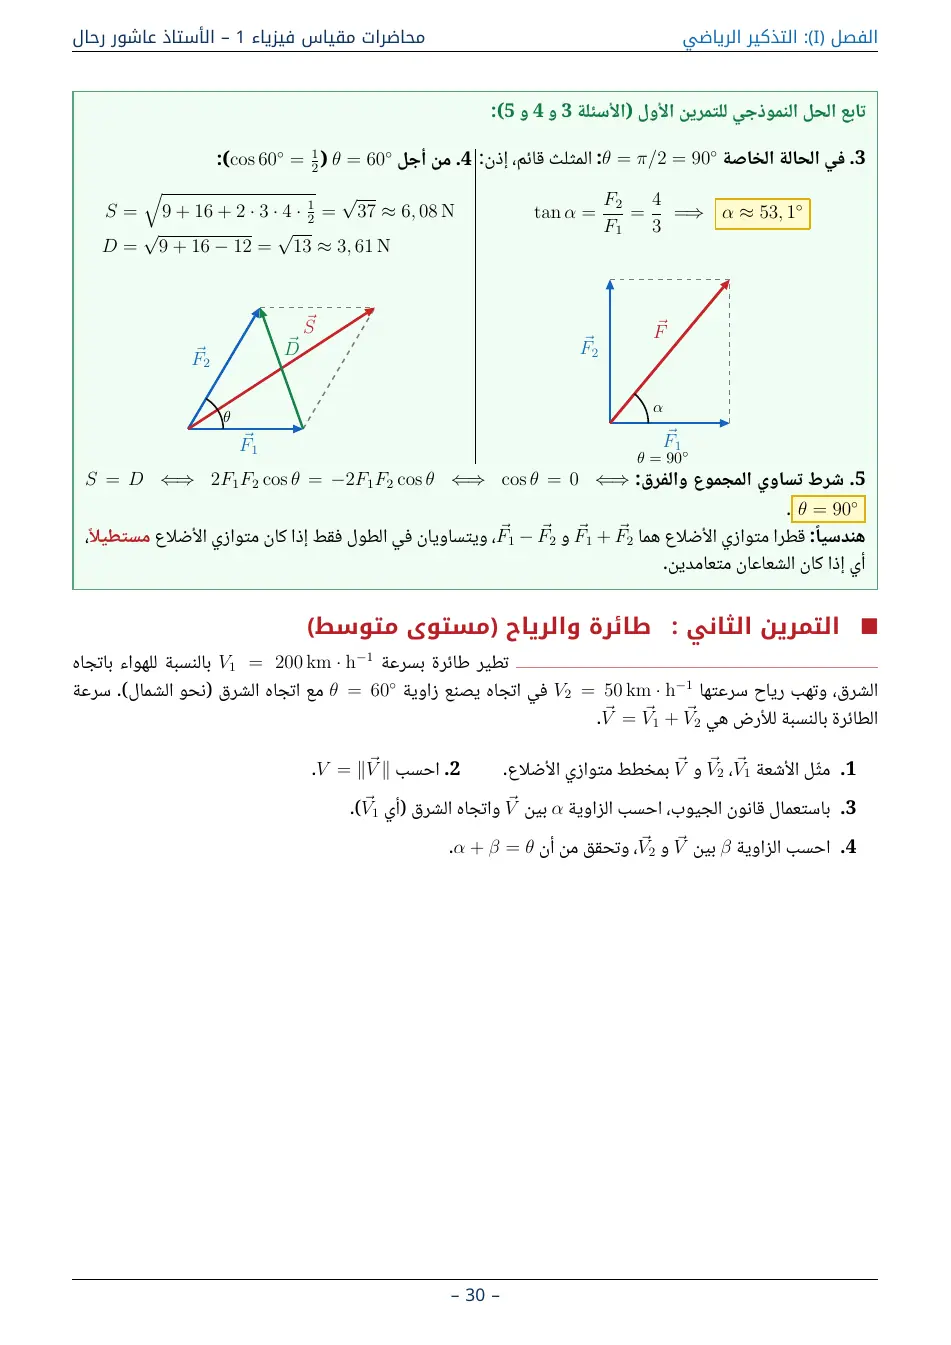 الفصل (I): التذكير الرياضي
محاضرات مقياس فيزياء 1 – الأستاذ عاشور رحال
تابع الحل النموذجي للتمرين الأول (الأسئلة 3 و 4 و 5):
3. في الحالة الخاصة θ = π/2 = 90°: المثلث قائم، إذن:
tan α = F₂/F₁ = 4/3 ⟹ α ≈ 53,1°
F⃗₂
F⃗
α
F⃗₁
θ = 90°
4. من أجل θ = 60° (cos 60° = 1/2):
S = √(9 + 16 + 2 · 3 · 4 · 1/2) = √37 ≈ 6,08 N
D = √(9 + 16 − 12) = √13 ≈ 3,61 N
S⃗
D⃗
F⃗₂
θ
F⃗₁
5. شرط تساوي المجموع والفرق: S = D ⟺ 2F₁F₂ cos θ = −2F₁F₂ cos θ ⟺ cos θ = 0 ⟺
θ = 90°.
هندسياً: قطرا متوازي الأضلاع هما F⃗₁ + F⃗₂ و F⃗₁ − F⃗₂، ويتساويان في الطول فقط إذا كان متوازي الأضلاع مستطيلاً،
أي إذا كان الشعاعان متعامدين.
■ التمرين الثاني : طائرة والرياح (مستوى متوسط)
تطير طائرة بسرعة V₁ = 200 km · h⁻¹ بالنسبة للهواء باتجاه
الشرق، وتهب رياح سرعتها V₂ = 50 km · h⁻¹ في اتجاه يصنع زاوية θ = 60° مع اتجاه الشرق (نحو الشمال). سرعة
الطائرة بالنسبة للأرض هي V⃗ = V⃗₁ + V⃗₂.
1. مثّل الأشعة V⃗₁، V⃗₂ و V⃗ بمخطط متوازي الأضلاع. 2. احسب V = ‖V⃗‖.
3. باستعمال قانون الجيوب، احسب الزاوية α بين V⃗ واتجاه الشرق (أي V⃗₁).
4. احسب الزاوية β بين V⃗ و V⃗₂، وتحقق من أن α + β = θ.
– 30 –